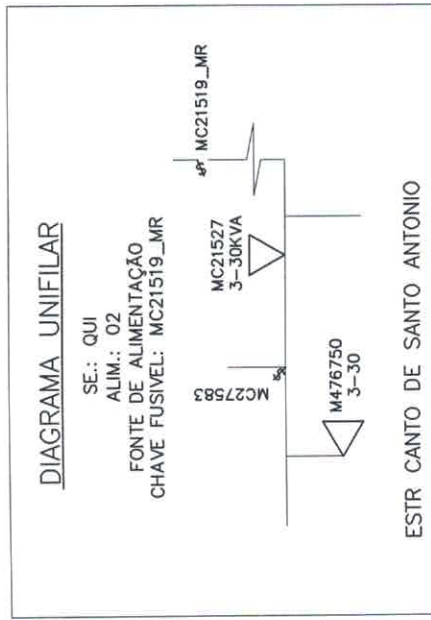 DIAGRAMA UNIFILAR
SE.: QUI
ALIM.: 02
FONTE DE ALIMENTAÇÃO
CHAVE FUSIVEL: MC21519_MR
MC21519_MR
MC21527
3-30KVA
MC27583
M476750
3-30
ESTR CANTO DE SANTO ANTONIO